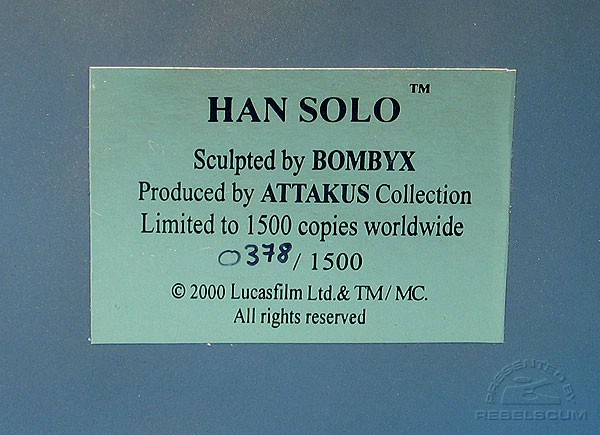 HAN SOLO™
Sculpted by BOMBYX
Produced by ATTAKUS Collection
Limited to 1500 copies worldwide
0378 / 1500
© 2000 Lucasfilm Ltd.& TM/ MC.
All rights reserved
PRESENTED BY
REBELSCUM